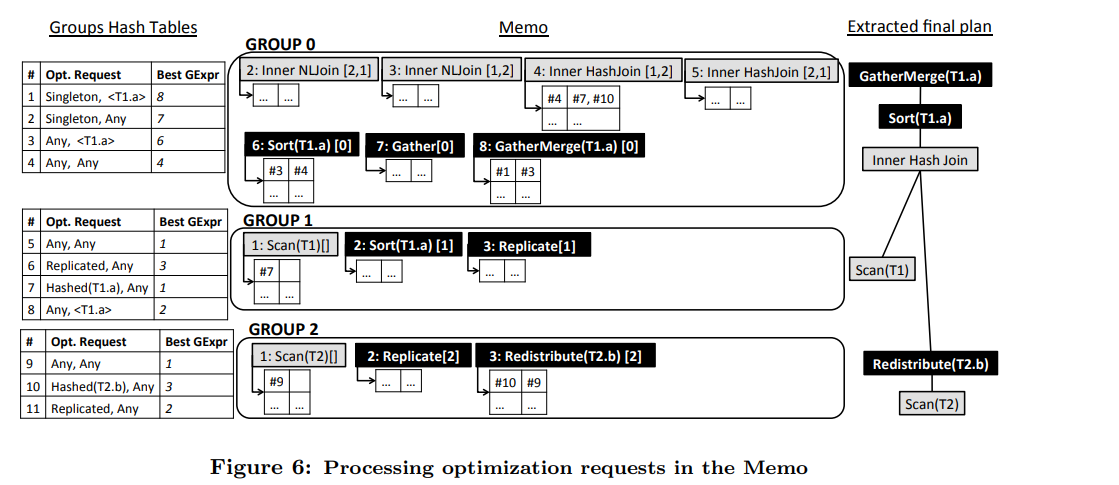 Groups Hash Tables
Memo
Extracted final plan
GROUP 0
# Opt. Request Best GExpr
1 Singleton, <T1.a> 8
2 Singleton, Any 7
3 Any, <T1.a> 6
4 Any, Any 4
2: Inner NLJoin [2,1]
... ...
3: Inner NLJoin [1,2]
... ...
4: Inner HashJoin [1,2]
#4 #7, #10
... ...
5: Inner HashJoin [2,1]
... ...
6: Sort(T1.a) [0]
#3 #4
... ...
7: Gather[0]
... ...
8: GatherMerge(T1.a) [0]
#1 #3
... ...
GROUP 1
# Opt. Request Best GExpr
5 Any, Any 1
6 Replicated, Any 3
7 Hashed(T1.a), Any 1
8 Any, <T1.a> 2
1: Scan(T1)[]
#7
... ...
2: Sort(T1.a) [1]
... ...
3: Replicate[1]
... ...
GROUP 2
# Opt. Request Best GExpr
9 Any, Any 1
10 Hashed(T2.b), Any 3
11 Replicated, Any 2
1: Scan(T2)[]
#9
... ...
2: Replicate[2]
... ...
3: Redistribute(T2.b) [2]
#10 #9
... ...
GatherMerge(T1.a)
Sort(T1.a)
Inner Hash Join
Scan(T1)
Redistribute(T2.b)
Scan(T2)
Figure 6: Processing optimization requests in the Memo